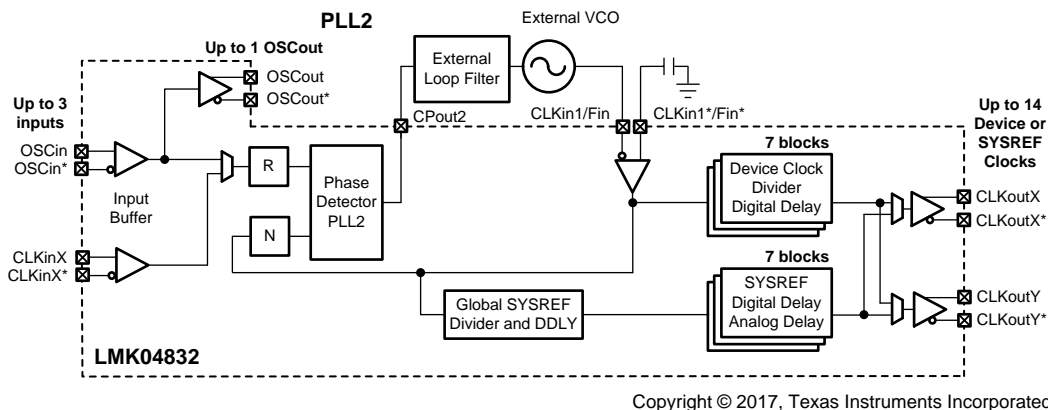 PLL2
External VCO
Up to 1 OSCout
OSCout
OSCout*
External
Loop Filter
Up to 3
inputs
CPout2
CLKin1/Fin
CLKin1*/Fin*
Up to 14
Device or
SYSREF
Clocks
OSCin
OSCin*
Input
Buffer
R
N
Phase
Detector
PLL2
7 blocks
Device Clock
Divider
Digital Delay
CLKoutX
CLKoutX*
CLKinX
CLKinX*
7 blocks
Global SYSREF
Divider and DDLY
SYSREF
Digital Delay
Analog Delay
CLKoutY
CLKoutY*
LMK04832
Copyright © 2017, Texas Instruments Incorporated